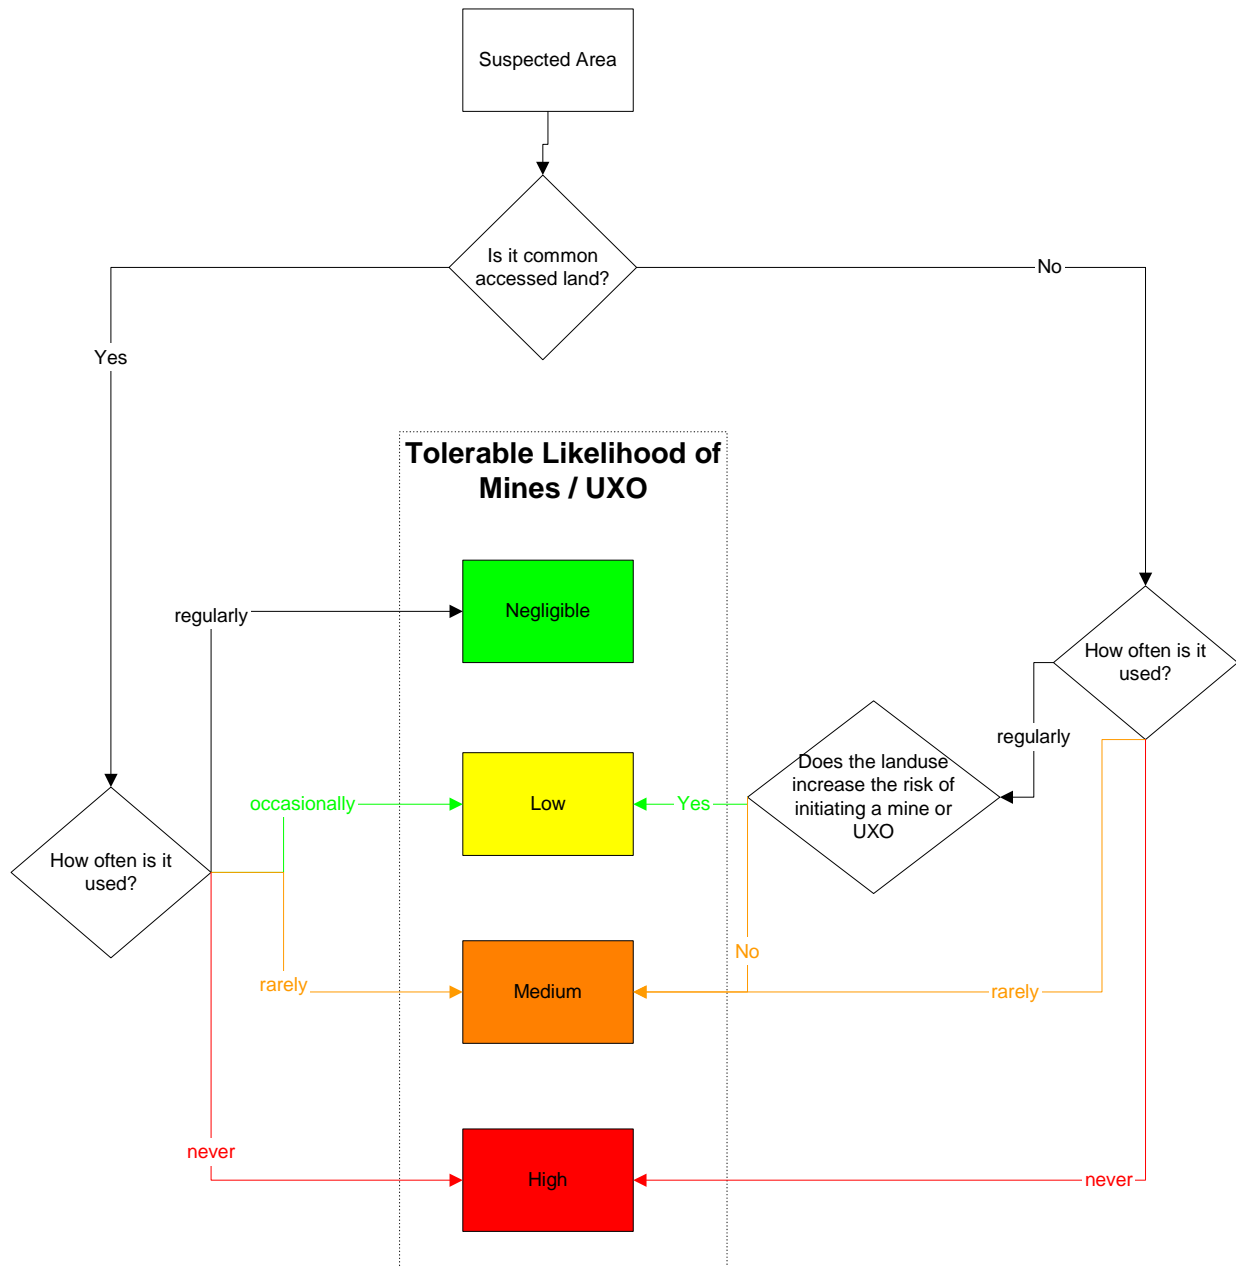 Suspected Area
Is it common
accessed land?
No
Yes
Tolerable Likelihood of
Mines / UXO
Negligible
regularly
How often is it
used?
regularly
Does the landuse
increase the risk of
initiating a mine or
UXO
occasionally
Low
Yes
How often is it
used?
No
rarely
Medium
rarely
never
High
never